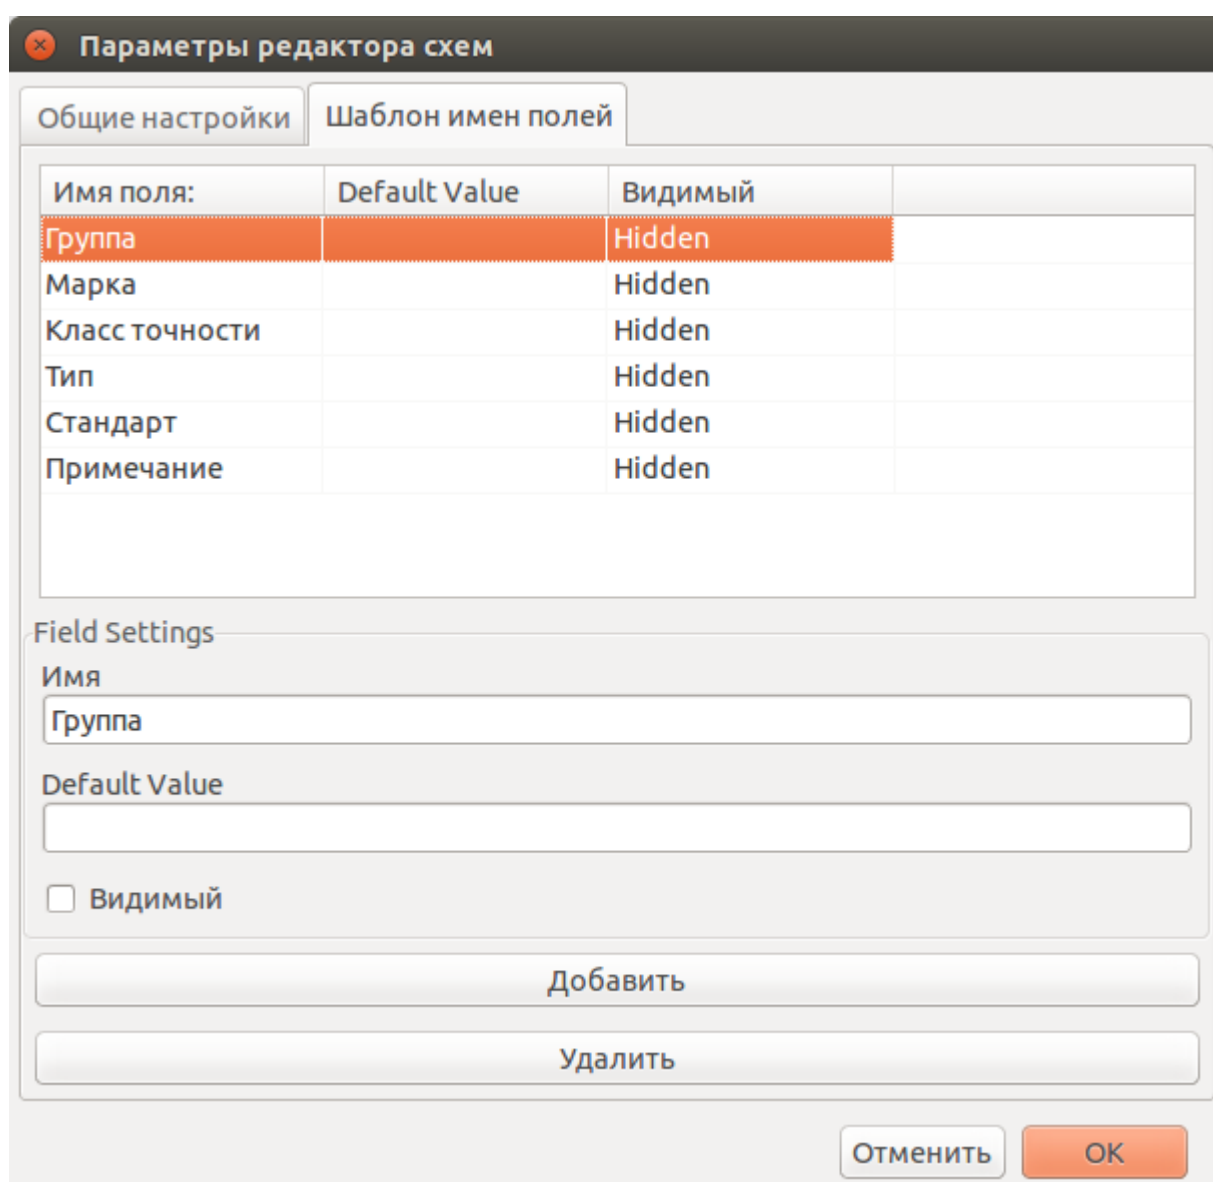 Параметры редактора схем
Общие настройки Шаблон имен полей
Имя поля: Default Value Видимый
Группа Hidden
Марка Hidden
Класс точности Hidden
Тип Hidden
Стандарт Hidden
Примечание Hidden
Field Settings
Имя
Группа
Default Value
Видимый
Добавить
Удалить
Отменить OK